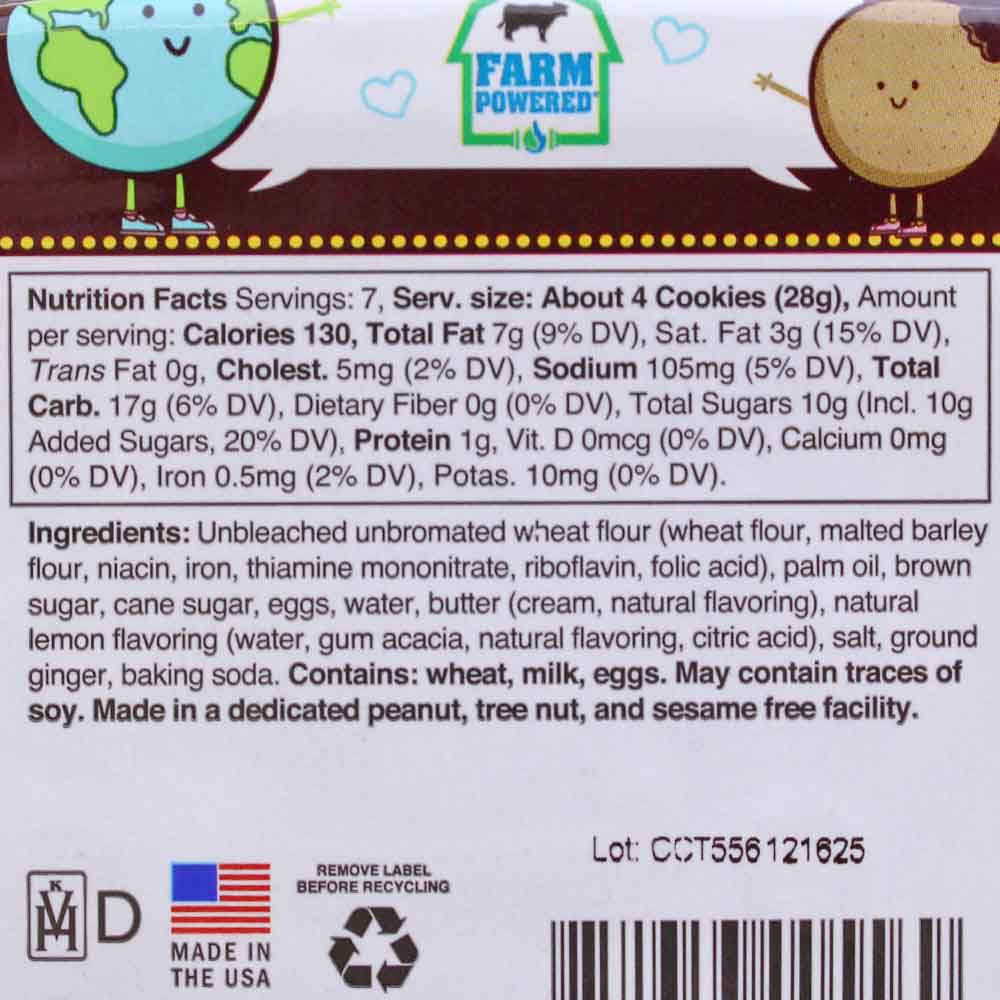 FARM
POWERED
Nutrition Facts Servings: 7, Serv. size: About 4 Cookies (28g), Amount
per serving: Calories 130, Total Fat 7g (9% DV), Sat. Fat 3g (15% DV),
Trans Fat 0g, Cholest. 5mg (2% DV), Sodium 105mg (5% DV), Total
Carb. 17g (6% DV), Dietary Fiber 0g (0% DV), Total Sugars 10g (Incl. 10g
Added Sugars, 20% DV), Protein 1g, Vit. D 0mcg (0% DV), Calcium 0mg
(0% DV), Iron 0.5mg (2% DV), Potas. 10mg (0% DV).
Ingredients: Unbleached unbromated wheat flour (wheat flour, malted barley
flour, niacin, iron, thiamine mononitrate, riboflavin, folic acid), palm oil, brown
sugar, cane sugar, eggs, water, butter (cream, natural flavoring), natural
lemon flavoring (water, gum acacia, natural flavoring, citric acid), salt, ground
ginger, baking soda. Contains: wheat, milk, eggs. May contain traces of
soy. Made in a dedicated peanut, tree nut, and sesame free facility.
Lot: CCT556121625
K
VH D
MADE IN
THE USA
REMOVE LABEL
BEFORE RECYCLING